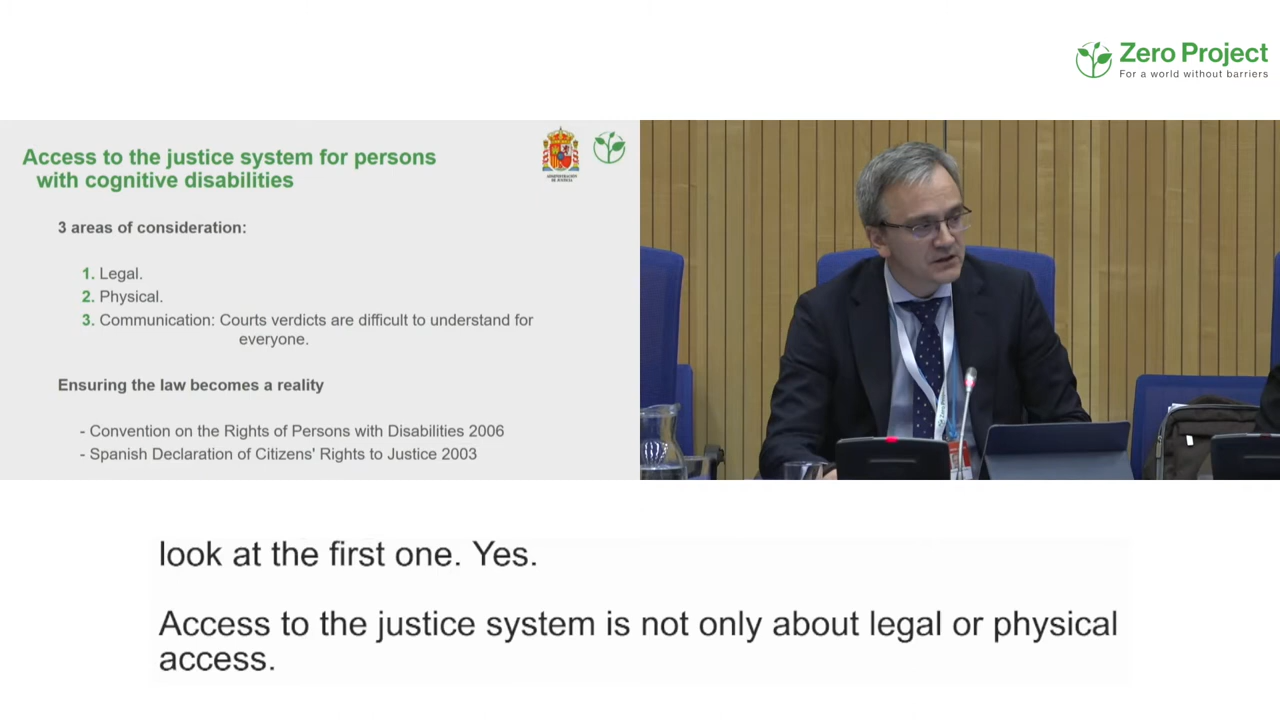 Zero Project
For a world without barriers
Access to the justice system for persons
with cognitive disabilities
ADMINISTRACION
DE JUSTICIA
3 areas of consideration:
1. Legal.
2. Physical.
3. Communication: Courts verdicts are difficult to understand for
everyone.
Ensuring the law becomes a reality
- Convention on the Rights of Persons with Disabilities 2006
- Spanish Declaration of Citizens' Rights to Justice 2003
look at the first one. Yes.
Access to the justice system is not only about legal or physical
access.